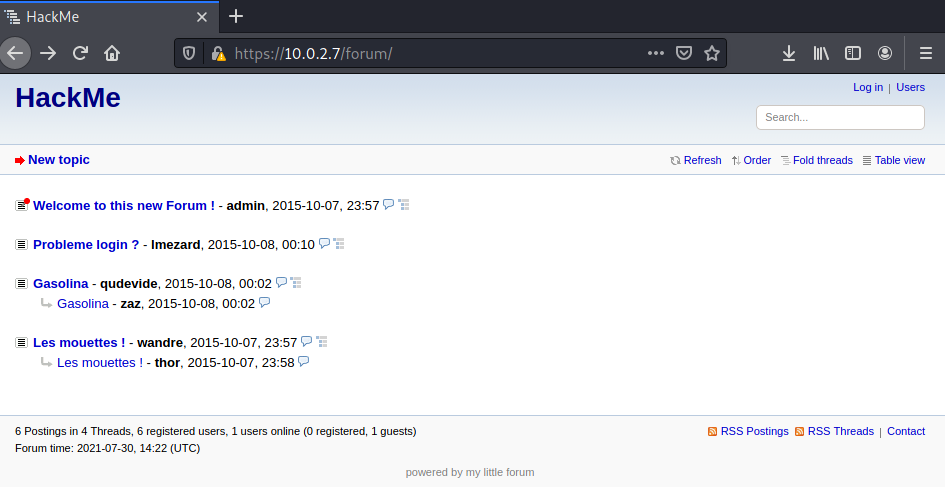 HackMe
https://10.0.2.7/forum/
HackMe
Log in | Users
Search...
New topic
Refresh Order Fold threads Table view
Welcome to this new Forum ! - admin, 2015-10-07, 23:57
Probleme login ? - lmezard, 2015-10-08, 00:10
Gasolina - qudevide, 2015-10-08, 00:02
Gasolina - zaz, 2015-10-08, 00:02
Les mouettes ! - wandre, 2015-10-07, 23:57
Les mouettes ! - thor, 2015-10-07, 23:58
6 Postings in 4 Threads, 6 registered users, 1 users online (0 registered, 1 guests)
RSS Postings RSS Threads | Contact
Forum time: 2021-07-30, 14:22 (UTC)
powered by my little forum